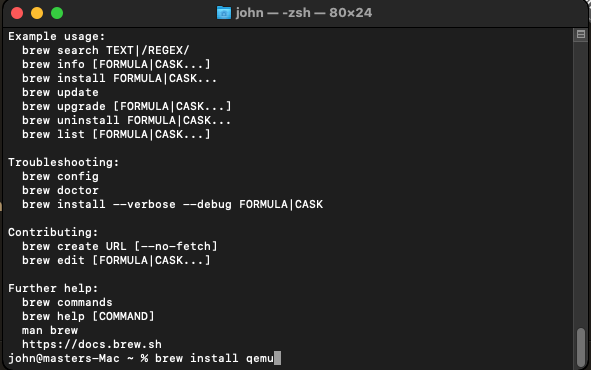 john — -zsh — 80×24
Example usage:
  brew search TEXT|/REGEX/
  brew info [FORMULA|CASK...]
  brew install FORMULA|CASK...
  brew update
  brew upgrade [FORMULA|CASK...]
  brew uninstall FORMULA|CASK...
  brew list [FORMULA|CASK...]

Troubleshooting:
  brew config
  brew doctor
  brew install --verbose --debug FORMULA|CASK

Contributing:
  brew create URL [--no-fetch]
  brew edit [FORMULA|CASK...]

Further help:
  brew commands
  brew help [COMMAND]
  man brew
  https://docs.brew.sh
john@masters-Mac ~ % brew install qemu